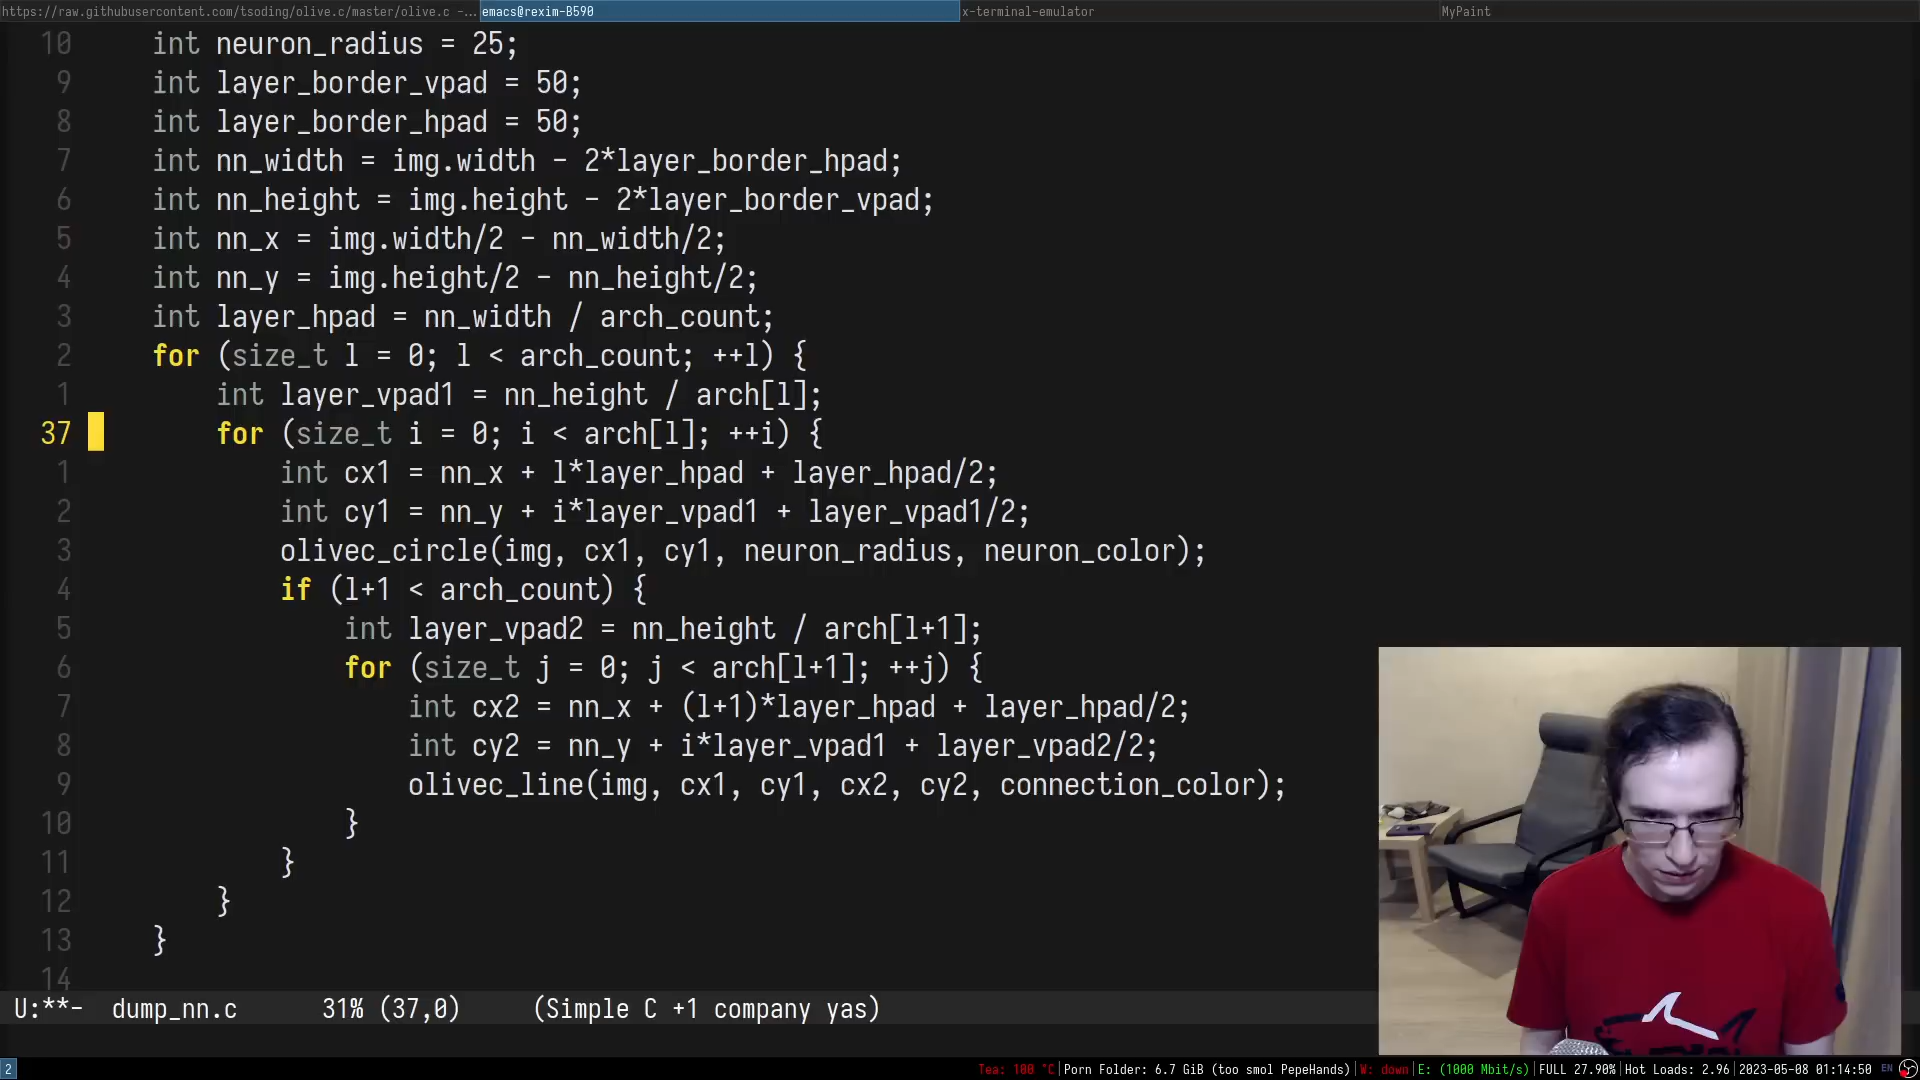 https://raw.githubusercontent.com/tsoding/olive.c/master/olive.c -... emacs@rexim-B590 x-terminal-emulator MyPaint
10 int neuron_radius = 25;
9 int layer_border_vpad = 50;
8 int layer_border_hpad = 50;
7 int nn_width = img.width - 2*layer_border_hpad;
6 int nn_height = img.height - 2*layer_border_vpad;
5 int nn_x = img.width/2 - nn_width/2;
4 int nn_y = img.height/2 - nn_height/2;
3 int layer_hpad = nn_width / arch_count;
2 for (size_t l = 0; l < arch_count; ++l) {
1 int layer_vpad1 = nn_height / arch[l];
37 for (size_t i = 0; i < arch[l]; ++i) {
1 int cx1 = nn_x + l*layer_hpad + layer_hpad/2;
2 int cy1 = nn_y + i*layer_vpad1 + layer_vpad1/2;
3 olivec_circle(img, cx1, cy1, neuron_radius, neuron_color);
4 if (l+1 < arch_count) {
5 int layer_vpad2 = nn_height / arch[l+1];
6 for (size_t j = 0; j < arch[l+1]; ++j) {
7 int cx2 = nn_x + (l+1)*layer_hpad + layer_hpad/2;
8 int cy2 = nn_y + i*layer_vpad1 + layer_vpad2/2;
9 olivec_line(img, cx1, cy1, cx2, cy2, connection_color);
10 }
11 }
12 }
13 }
14
U:**- dump_nn.c 31% (37,0) (Simple C +1 company yas)
2 Tea: 100 °C|Porn Folder: 6.7 GiB (too smol PepeHands)|W: down|E: (1000 Mbit/s)|FULL 27.90%|Hot Loads: 2.96|2023-05-08 01:14:50 EN